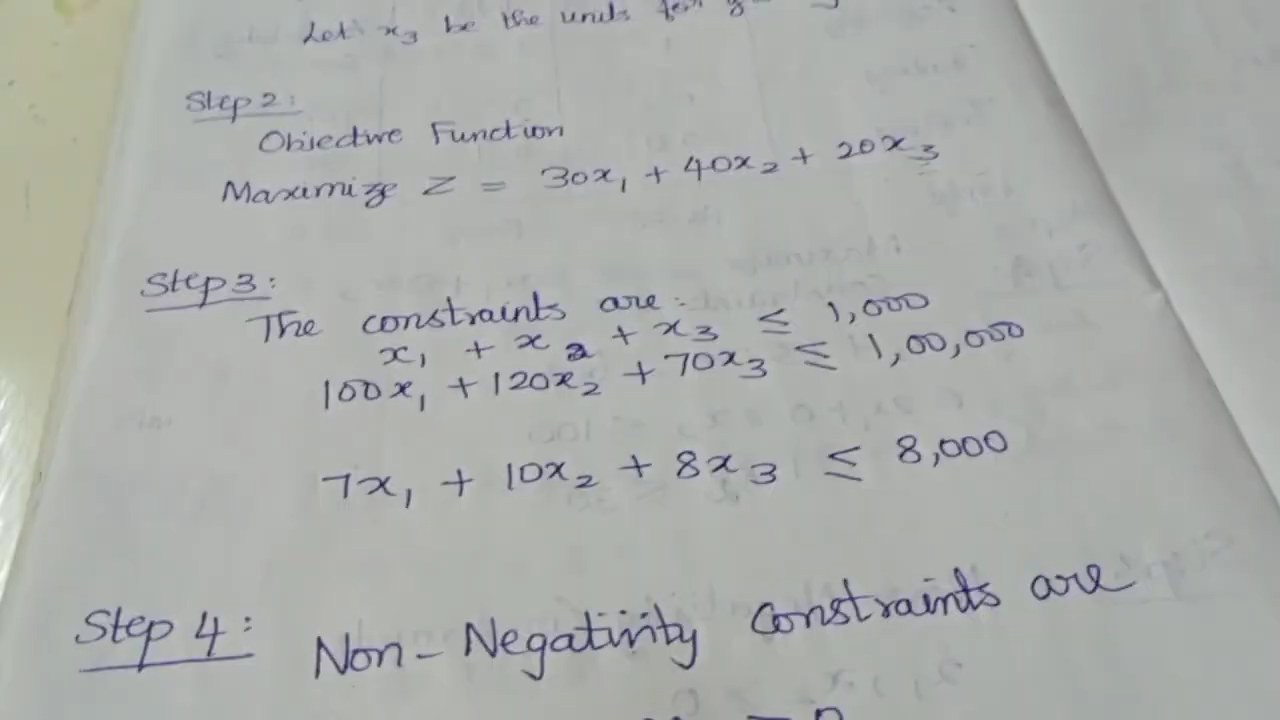 Let x₃ be the units for
Step 2:
Objective Function
Maximize Z = 30x₁ + 40x₂ + 20x₃
Step 3:
The constraints are:
x₁ + x₂ + x₃ ≤ 1,000
100x₁ + 120x₂ + 70x₃ ≤ 1,00,000
7x₁ + 10x₂ + 8x₃ ≤ 8,000
Step 4: Non-Negativity constraints are